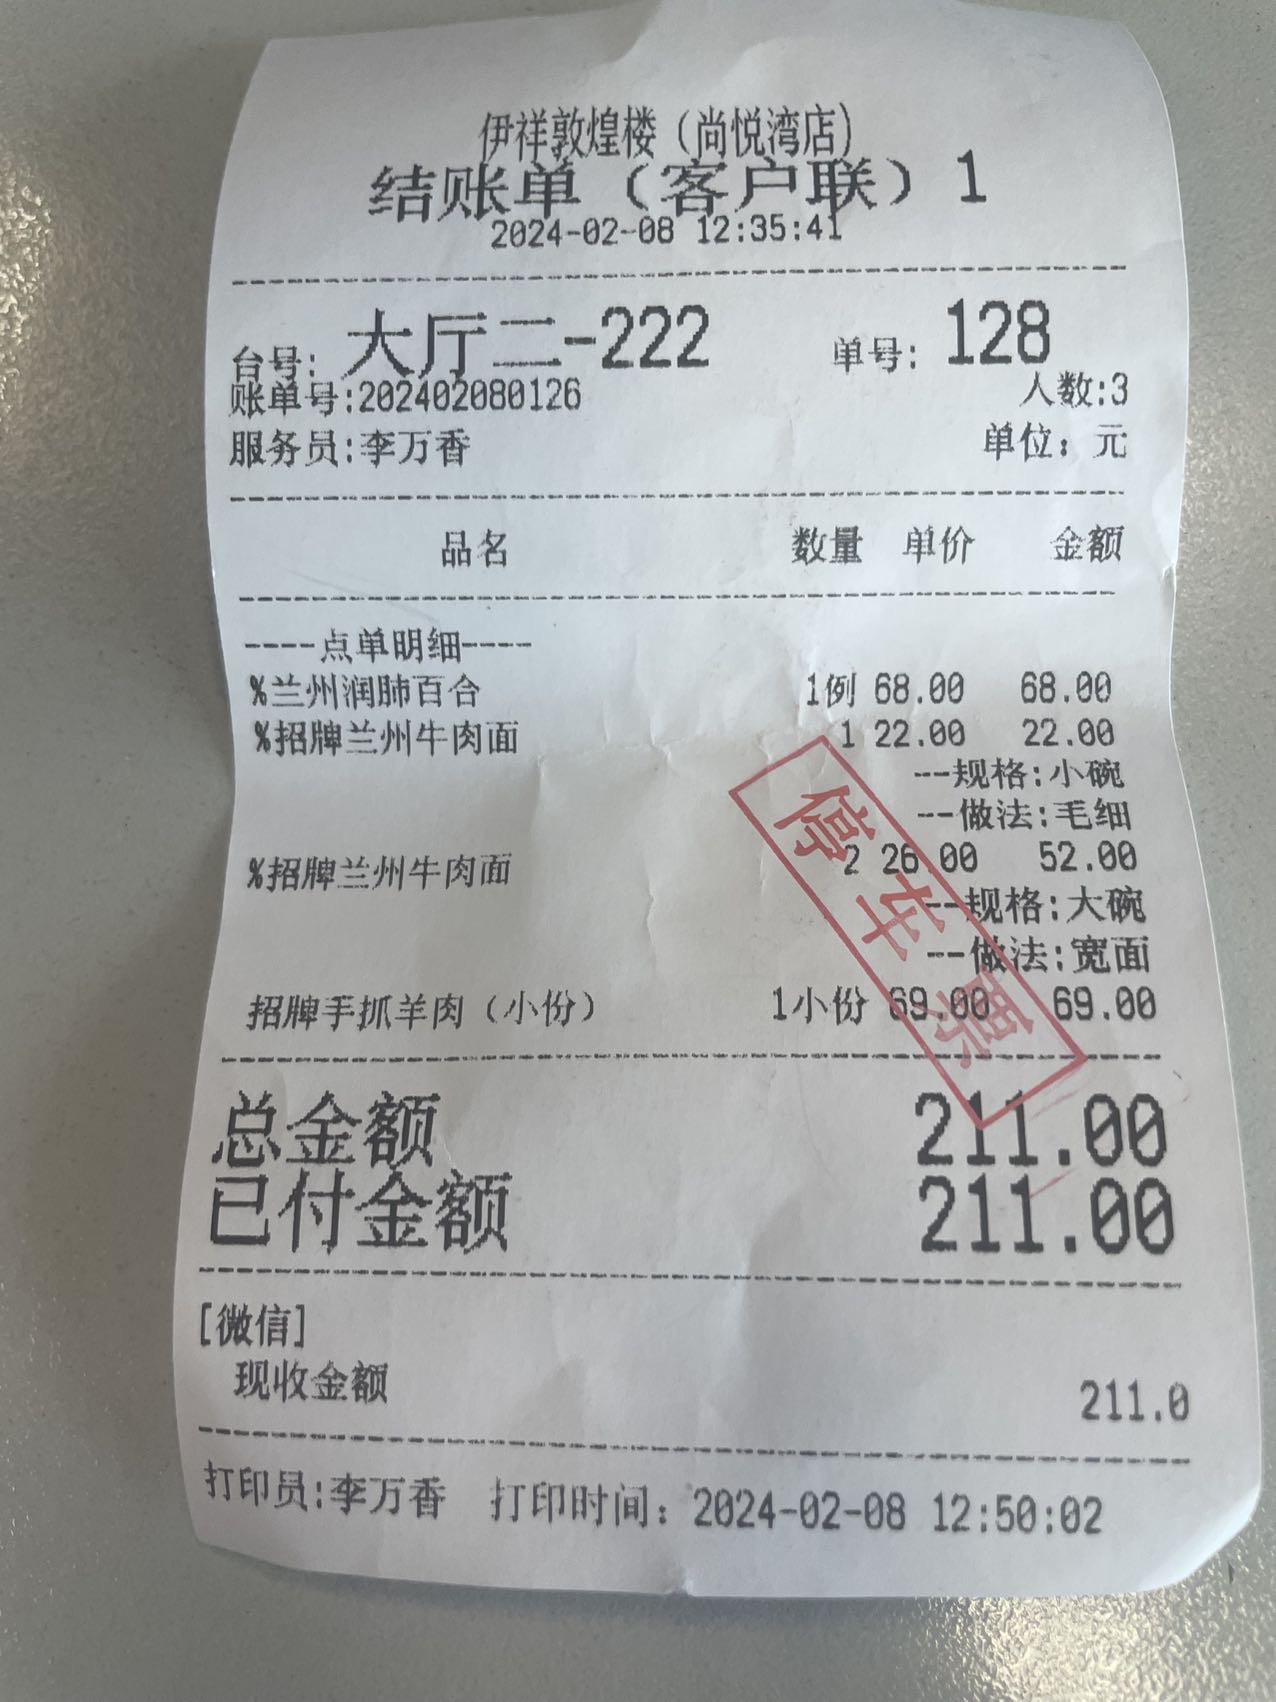 伊祥敦煌楼（尚悦湾店）
结账单（客户联）1
2024-02-08 12:35:41
台号: 大厅二-222 单号: 128
账单号:202402080126 人数:3
服务员:李万香 单位: 元
品名 数量 单价 金额
----点单明细----
%兰州润肺百合 1例 68.00 68.00
%招牌兰州牛肉面 1 22.00 22.00
--规格:小碗
--做法:毛细
%招牌兰州牛肉面 2 26.00 52.00
--规格:大碗
--做法:宽面
招牌手抓羊肉（小份） 1小份 69.00 69.00
停车票
总金额 211.00
已付金额 211.00
[微信]
现收金额 211.0
打印员:李万香 打印时间: 2024-02-08 12:50:02